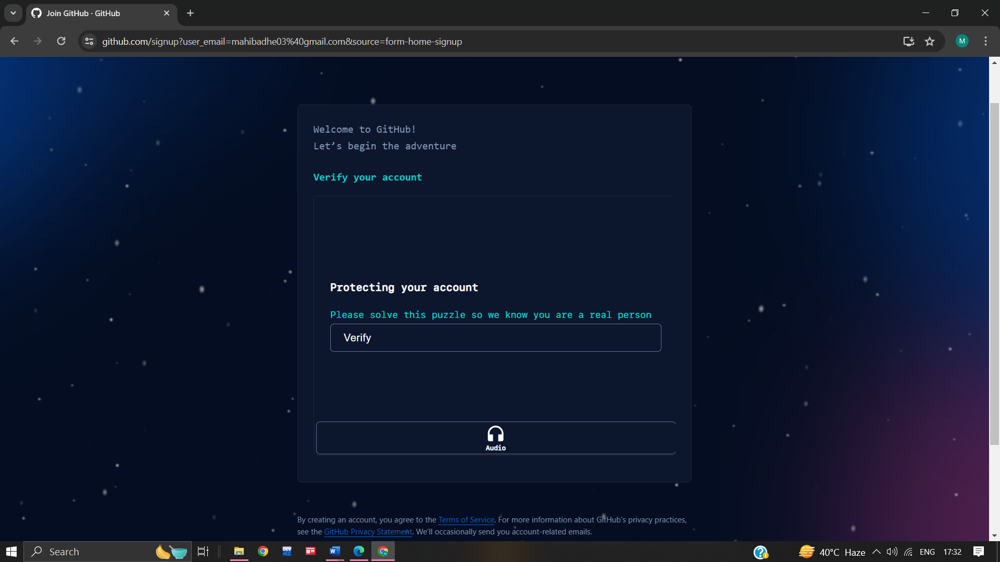 Join GitHub · GitHub
github.com/signup?user_email=mahibadhe03%40gmail.com&source=form-home-signup
M
Welcome to GitHub!
Let’s begin the adventure
Verify your account
Protecting your account
Please solve this puzzle so we know you are a real person
Verify
Audio
By creating an account, you agree to the Terms of Service. For more information about GitHub's privacy practices,
see the GitHub Privacy Statement. We'll occasionally send you account-related emails.
Search
DEV
W
40°C Haze
ENG
17:32